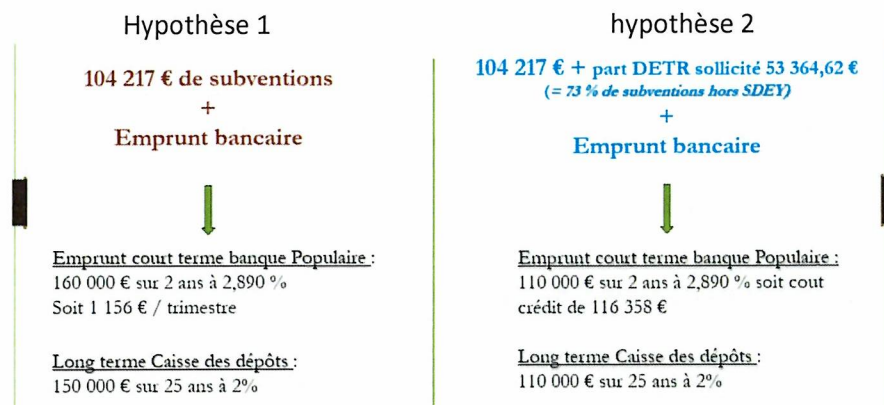 Hypothèse 1
104 217 € de subventions
+
Emprunt bancaire
Emprunt court terme banque Populaire :
160 000 € sur 2 ans à 2,890 %
Soit 1 156 € / trimestre
Long terme Caisse des dépôts :
150 000 € sur 25 ans à 2%
hypothèse 2
104 217 € + part DETR sollicité 53 364,62 €
(= 73 % de subventions hors SDEY)
+
Emprunt bancaire
Emprunt court terme banque Populaire :
110 000 € sur 2 ans à 2,890 % soit cout
crédit de 116 358 €
Long terme Caisse des dépôts :
110 000 € sur 25 ans à 2%